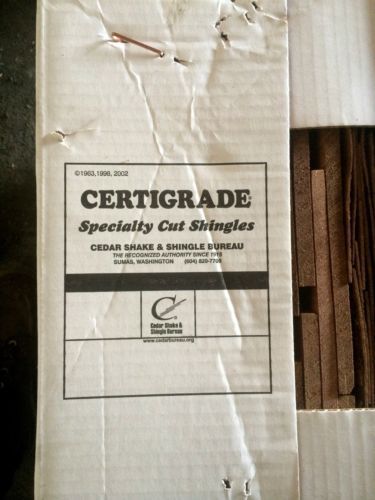 ©1983,1998, 2002
CERTIGRADE
Specialty Cut Shingles
CEDAR SHAKE & SHINGLE BUREAU
THE RECOGNIZED AUTHORITY SINCE 1915
SUMAS, WASHINGTON (604) 820-7700
Cedar Shake &
Shingle Bureau
www.cedarbureau.org